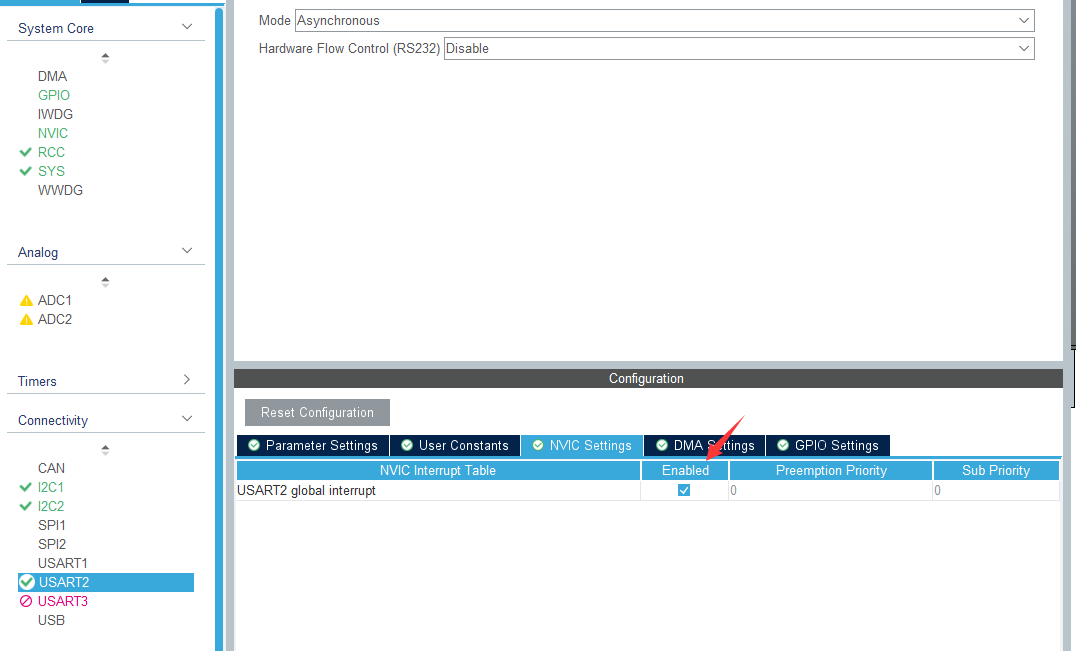 System Core
DMA
GPIO
IWDG
NVIC
RCC
SYS
WWDG
Analog
ADC1
ADC2
Timers
Connectivity
CAN
I2C1
I2C2
SPI1
SPI2
USART1
USART2
USART3
USB
Mode Asynchronous
Hardware Flow Control (RS232) Disable
Configuration
Reset Configuration
Parameter Settings User Constants NVIC Settings DMA Settings GPIO Settings
NVIC Interrupt Table Enabled Preemption Priority Sub Priority
USART2 global interrupt 0 0